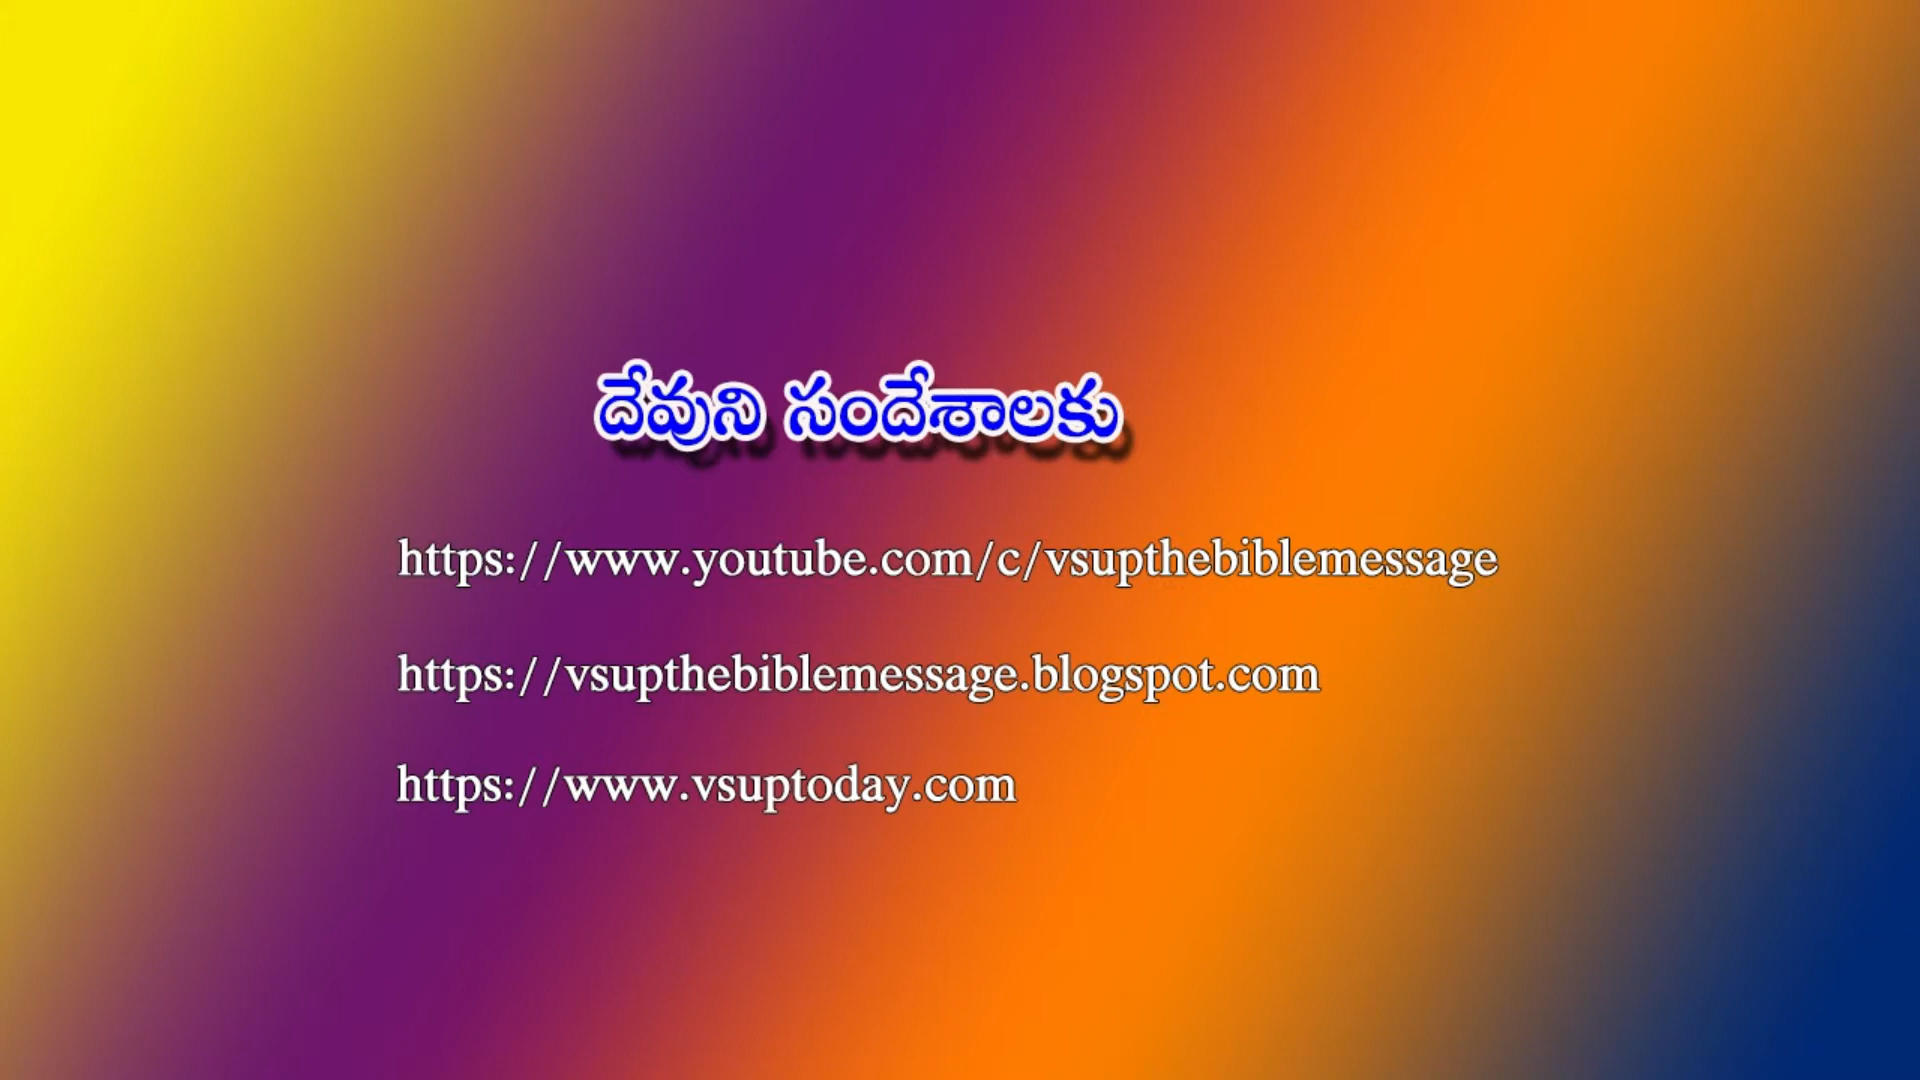 దేవుని సందేశాలకు
https://www.youtube.com/c/vsupthebiblemessage
https://vsupthebiblemessage.blogspot.com
https://www.vsuptoday.com